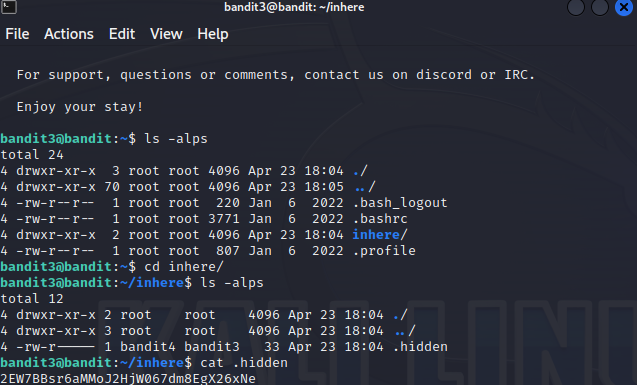 bandit3@bandit: ~/inhere
File Actions Edit View Help
For support, questions or comments, contact us on discord or IRC.
Enjoy your stay!
bandit3@bandit:~$ ls -alps
total 24
4 drwxr-xr-x 3 root root 4096 Apr 23 18:04 ./
4 drwxr-xr-x 70 root root 4096 Apr 23 18:05 ../
4 -rw-r--r-- 1 root root 220 Jan 6 2022 .bash_logout
4 -rw-r--r-- 1 root root 3771 Jan 6 2022 .bashrc
4 drwxr-xr-x 2 root root 4096 Apr 23 18:04 inhere/
4 -rw-r--r-- 1 root root 807 Jan 6 2022 .profile
bandit3@bandit:~$ cd inhere/
bandit3@bandit:~/inhere$ ls -alps
total 12
4 drwxr-xr-x 2 root root 4096 Apr 23 18:04 ./
4 drwxr-xr-x 3 root root 4096 Apr 23 18:04 ../
4 -rw-r----- 1 bandit4 bandit3 33 Apr 23 18:04 .hidden
bandit3@bandit:~/inhere$ cat .hidden
2EW7BBsr6aMMoJ2HjW067dm8EgX26xNe